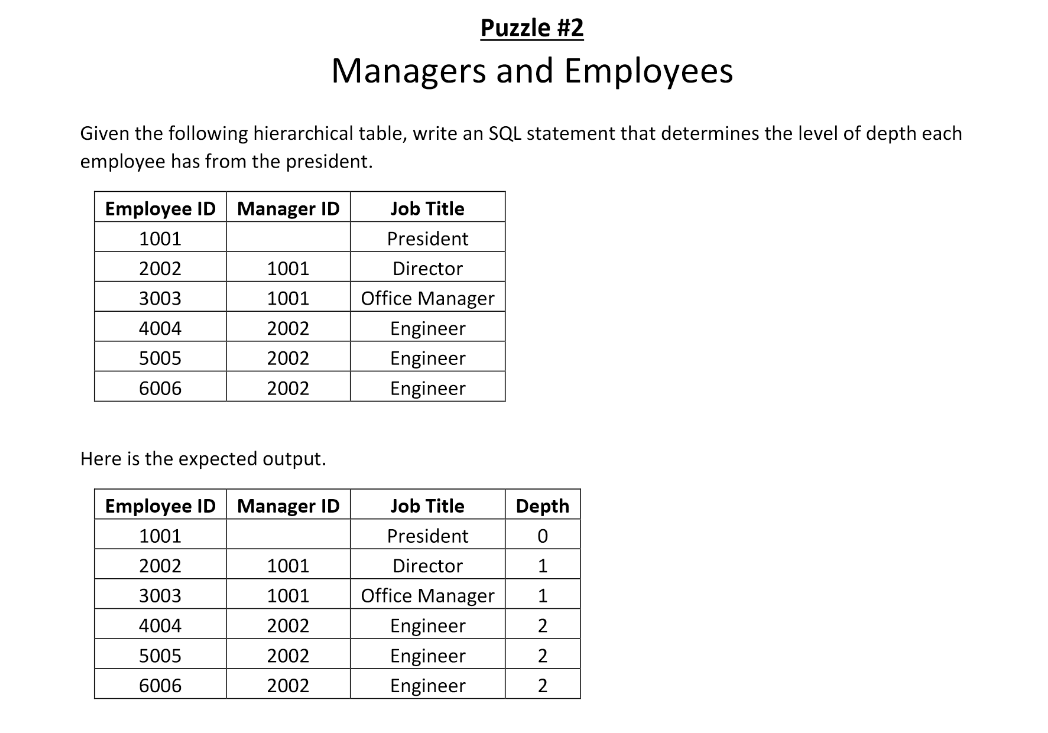 Puzzle #2
Managers and Employees
Given the following hierarchical table, write an SQL statement that determines the level of depth each
employee has from the president.
Employee ID Manager ID Job Title
1001 President
2002 1001 Director
3003 1001 Office Manager
4004 2002 Engineer
5005 2002 Engineer
6006 2002 Engineer
Here is the expected output.
Employee ID Manager ID Job Title Depth
1001 President 0
2002 1001 Director 1
3003 1001 Office Manager 1
4004 2002 Engineer 2
5005 2002 Engineer 2
6006 2002 Engineer 2